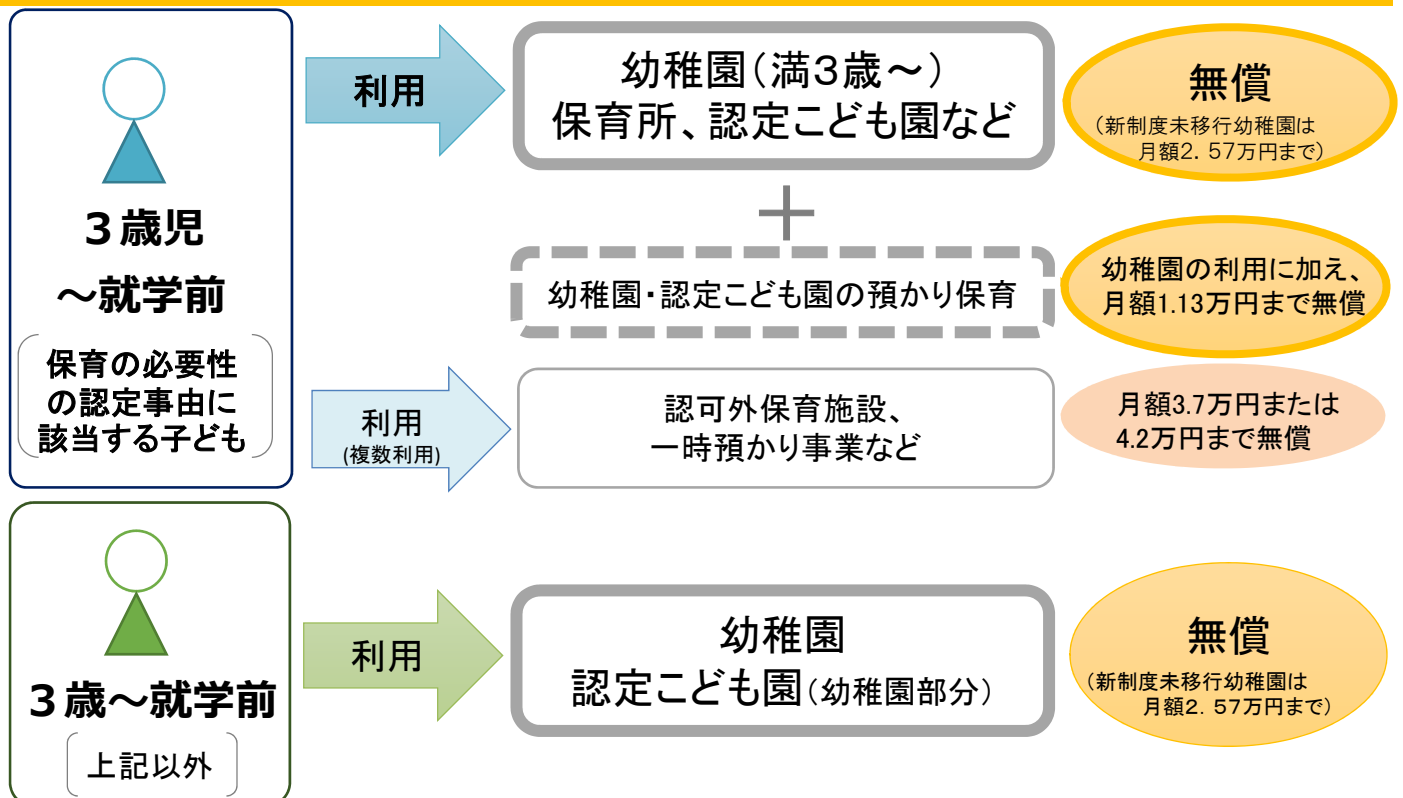 利用
幼稚園（満３歳～）
保育所、認定こども園など
無償
（新制度未移行幼稚園は
月額２．５７万円まで）
＋
３歳児
～就学前
保育の必要性
の認定事由に
該当する子ども
幼稚園・認定こども園の預かり保育
幼稚園の利用に加え、
月額1.13万円まで無償
利用
(複数利用)
認可外保育施設、
一時預かり事業など
月額3.7万円または
4.2万円まで無償
３歳～就学前
上記以外
利用
幼稚園
認定こども園（幼稚園部分）
無償
（新制度未移行幼稚園は
月額２．５７万円まで）